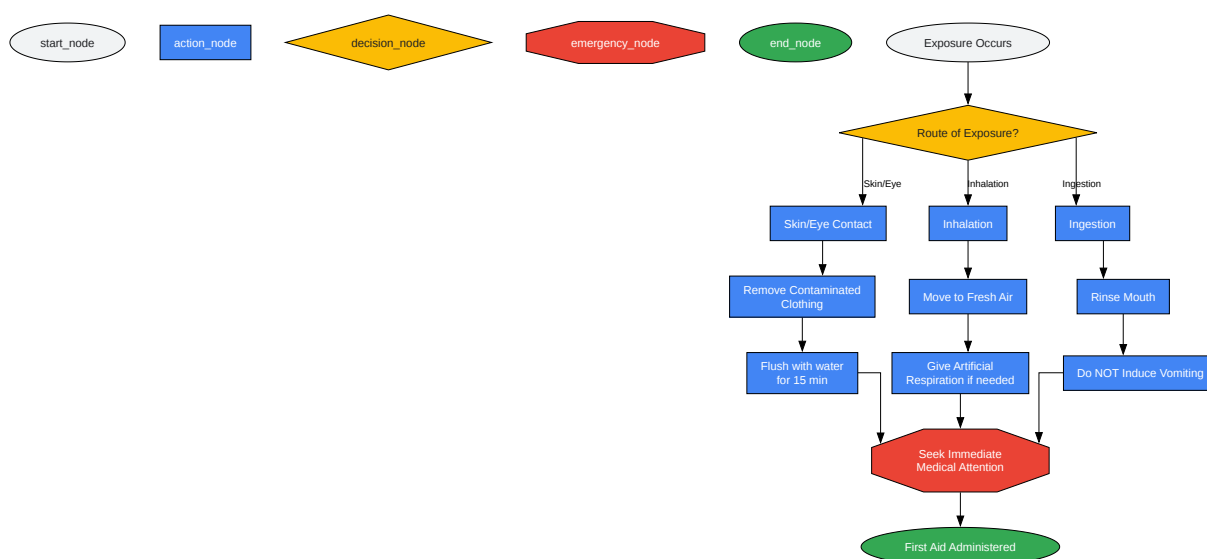 start_node
action_node
decision_node
emergency_node
end_node
Exposure Occurs
Route of Exposure?
Skin/Eye
Inhalation
Ingestion
Skin/Eye Contact
Inhalation
Ingestion
Remove Contaminated
Clothing
Move to Fresh Air
Rinse Mouth
Flush with water
for 15 min
Give Artificial
Respiration if needed
Do NOT Induce Vomiting
Seek Immediate
Medical Attention
First Aid Administered